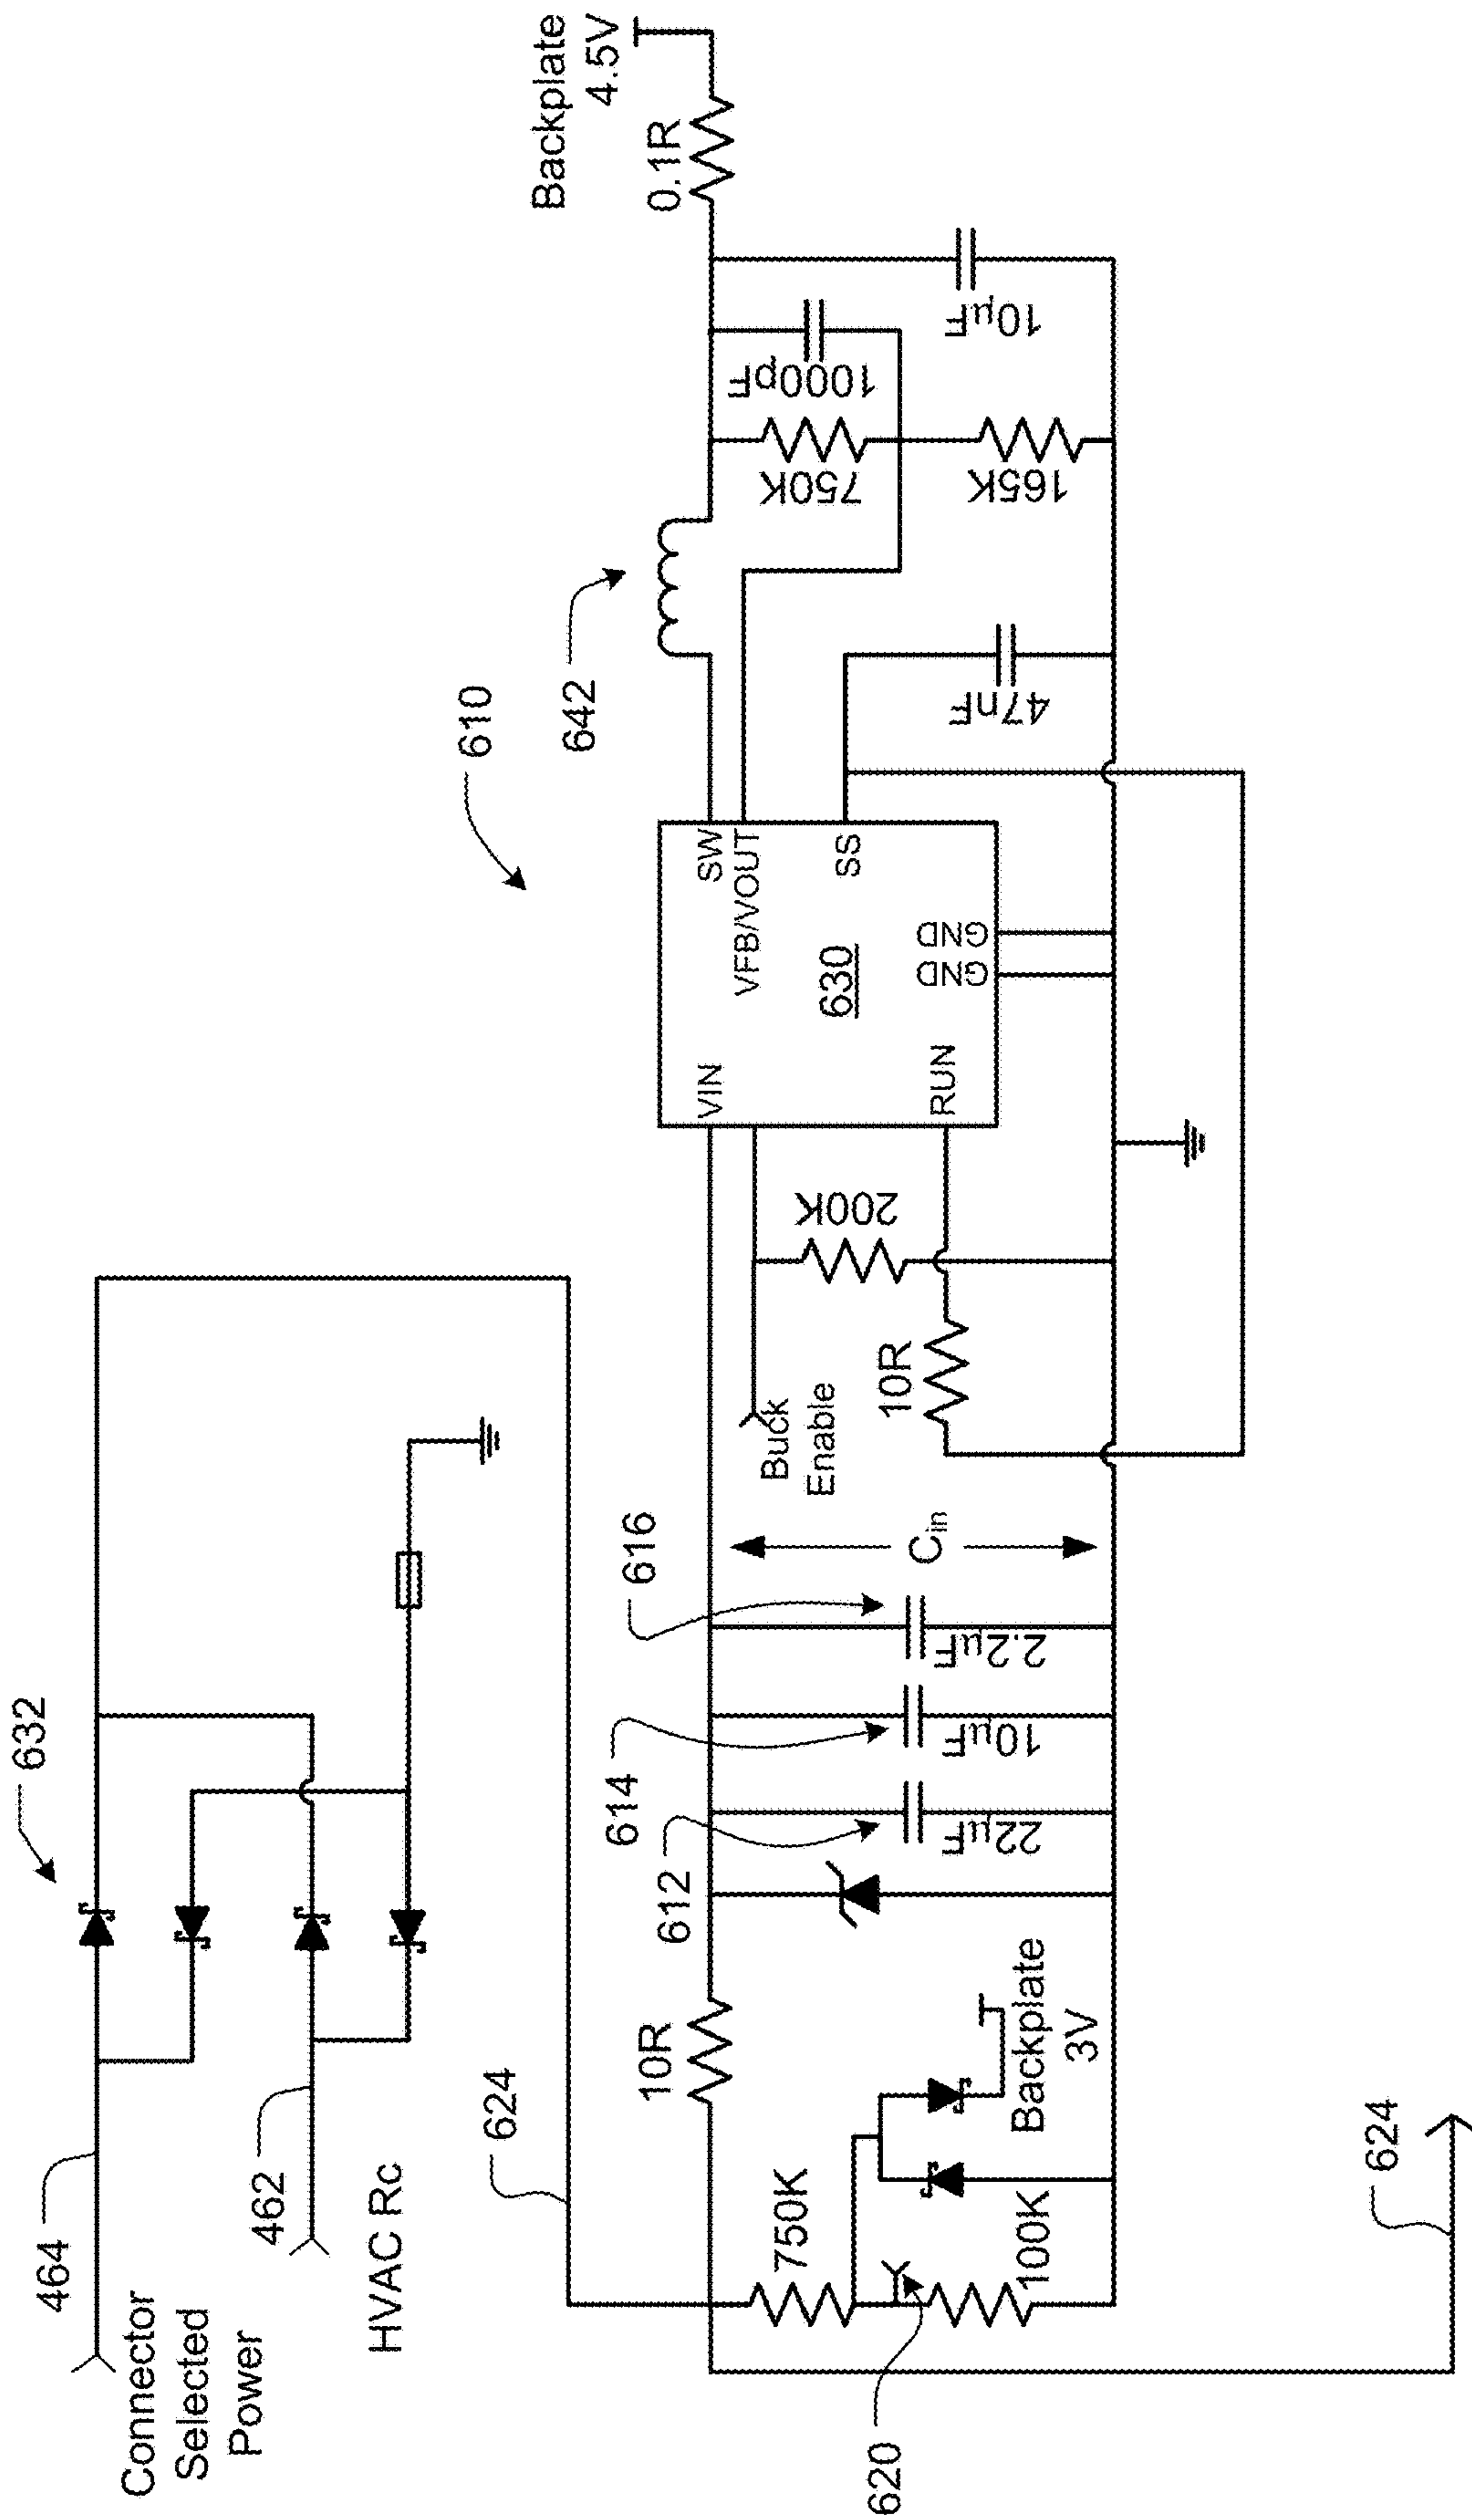 632
464
Connector
Selected
Power
462
HVAC Rc
624
610
642
Backplate
4.5V
0.1R
10R
612
614
616
22µF
10µF
2.2µF
C in
Buck
Enable
200K
10R
VIN
RUN
630
GND
GND
SW
VFB/VOUT
SS
47nF
750K
165K
1000pF
10µF
750K
100K
Backplate
3V
620
624